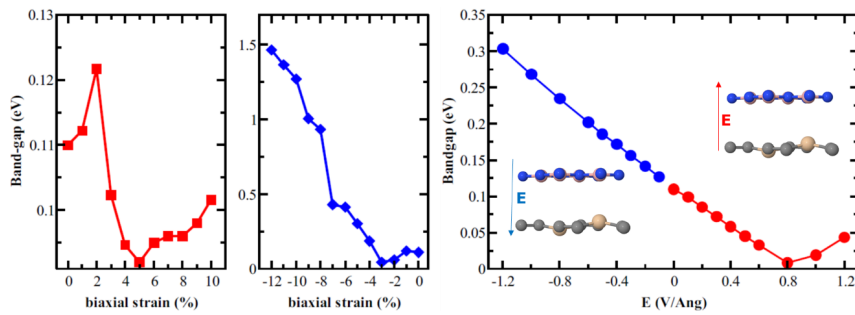 0.13
0.12
0.11
0.1
Band-gap (eV)
0 2 4 6 8 10
biaxial strain (%)
1.5
1
0.5
0
-12 -10 -8 -6 -4 -2 0
biaxial strain (%)
0.35
0.3
0.25
0.2
0.15
0.1
0.05
0
Bandgap (eV)
-1.2 -0.8 -0.4 0 0.4 0.8 1.2
E (V/Ang)
E
E